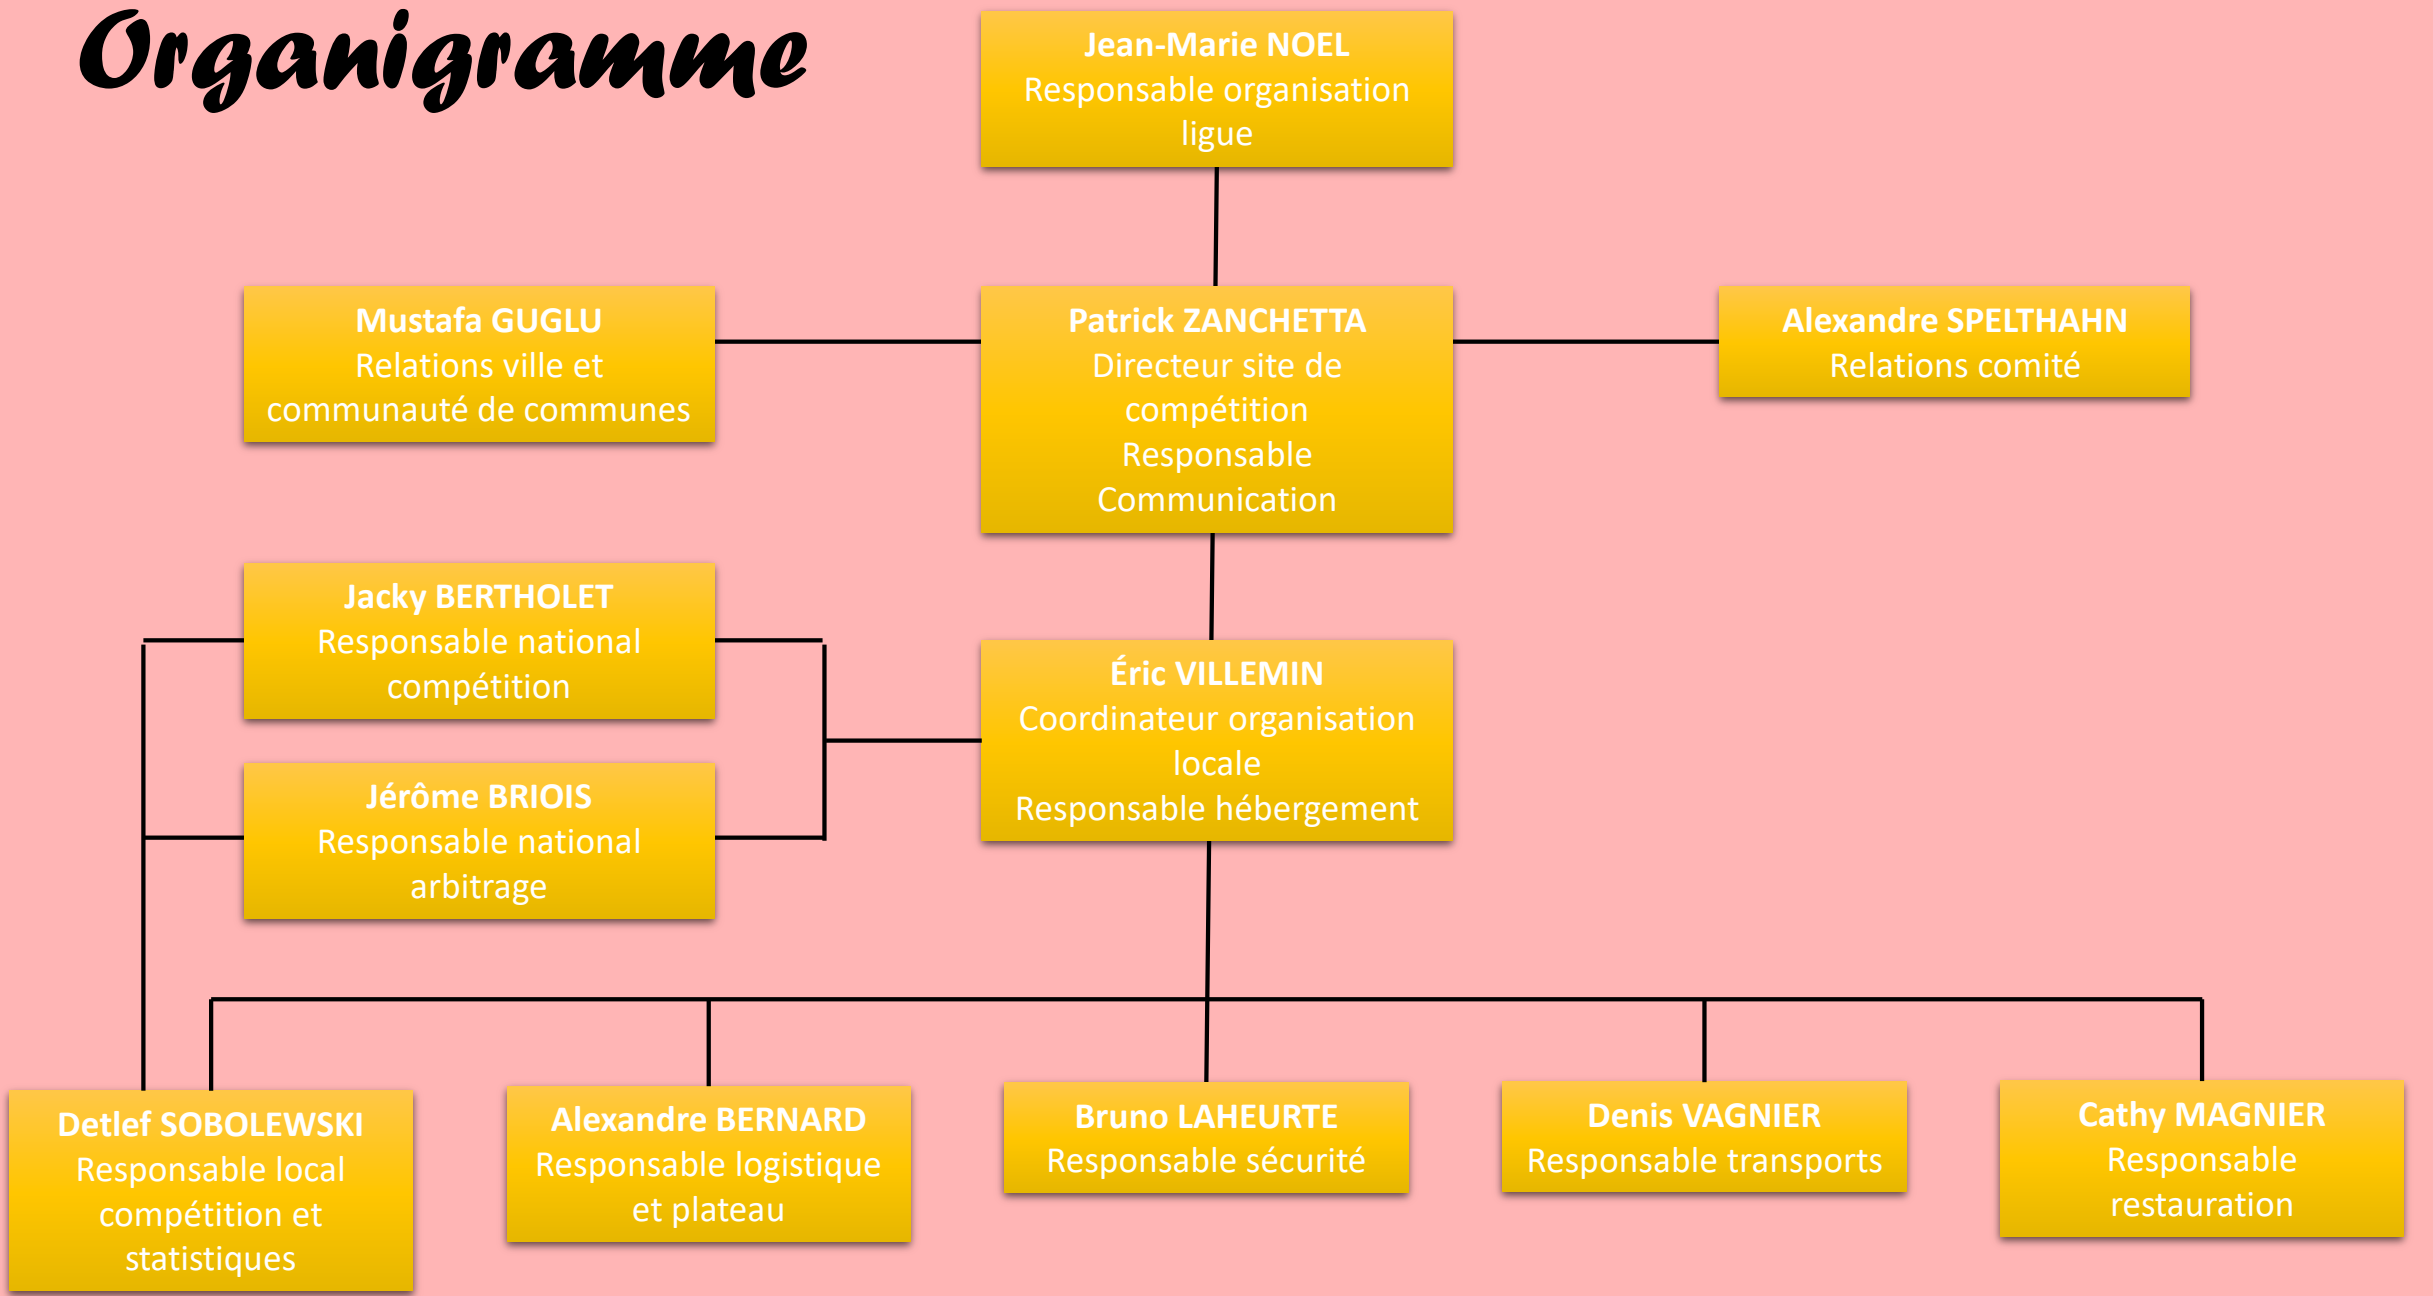 Organigramme
Jean-Marie NOEL
Responsable organisation
ligue
Mustafa GUGLU
Relations ville et
communauté de communes
Patrick ZANCHETTA
Directeur site de
compétition
Responsable
Communication
Alexandre SPELTHAHN
Relations comité
Jacky BERTHOLET
Responsable national
compétition
Jérôme BRIOIS
Responsable national
arbitrage
Éric VILLEMIN
Coordinateur organisation
locale
Responsable hébergement
Detlef SOBOLEWSKI
Responsable local
compétition et
statistiques
Alexandre BERNARD
Responsable logistique
et plateau
Bruno LAHEURTE
Responsable sécurité
Denis VAGNIER
Responsable transports
Cathy MAGNIER
Responsable
restauration